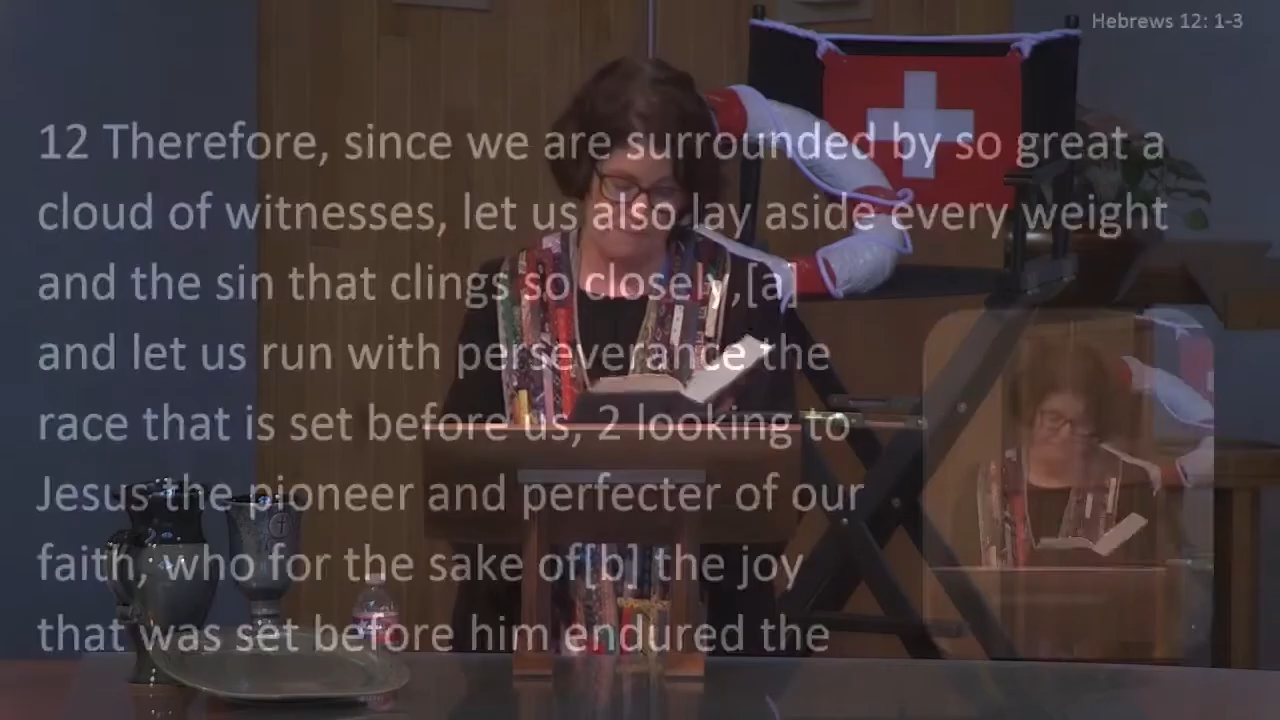 Hebrews 12: 1-3
12 Therefore, since we are surrounded by so great a
cloud of witnesses, let us also lay aside every weight
and the sin that clings so closely,[a]
and let us run with perseverance the
race that is set before us, 2 looking to
Jesus the pioneer and perfecter of our
faith, who for the sake of[b] the joy
that was set before him endured the